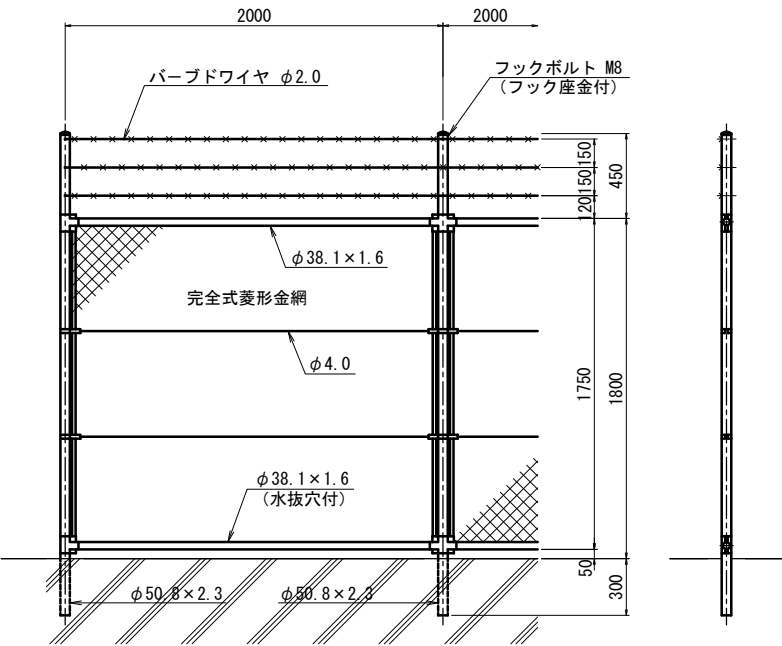 2000
2000
バーブドワイヤ φ2.0
フックボルト M8
（フック座金付）
150
150
120
450
φ38.1×1.6
完全式菱形金網
φ4.0
1750
1800
φ38.1×1.6
（水抜穴付）
50
300
φ50.8×2.3
φ50.8×2.3